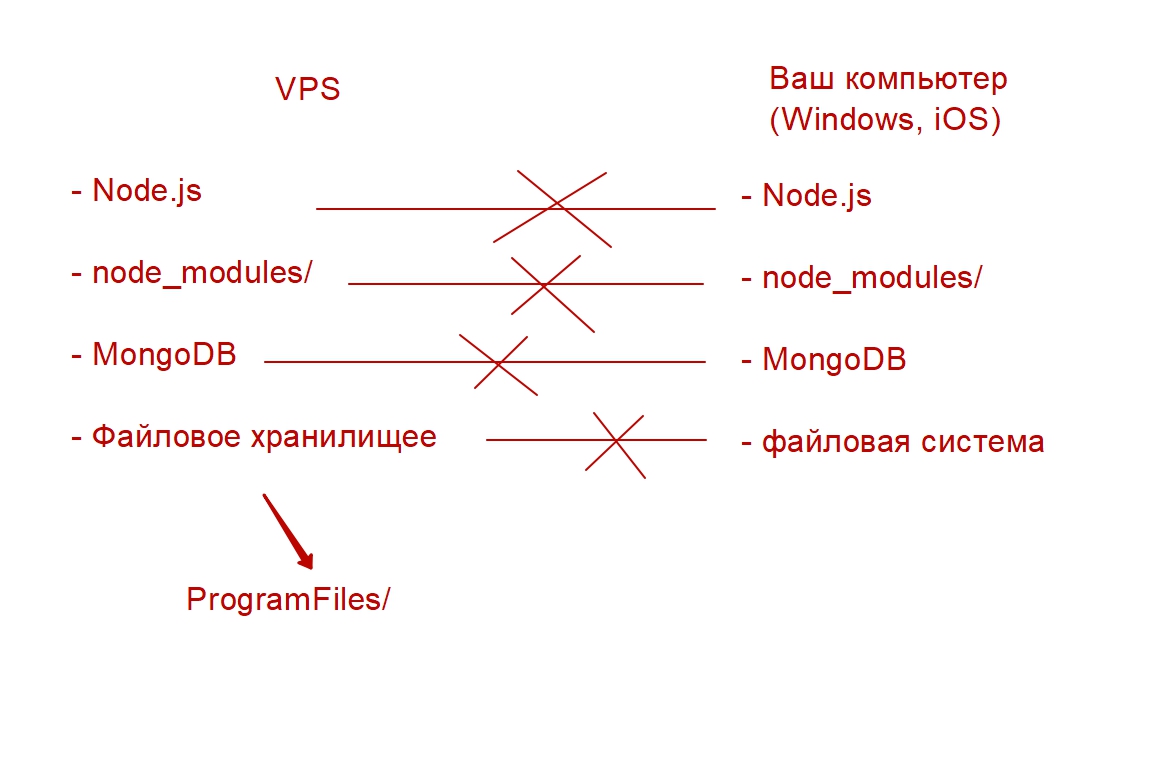 VPS
- Node.js
- node_modules/
- MongoDB
- Файловое хранилищее
ProgramFiles/
Ваш компьютер
(Windows, iOS)
- Node.js
- node_modules/
- MongoDB
- файловая система